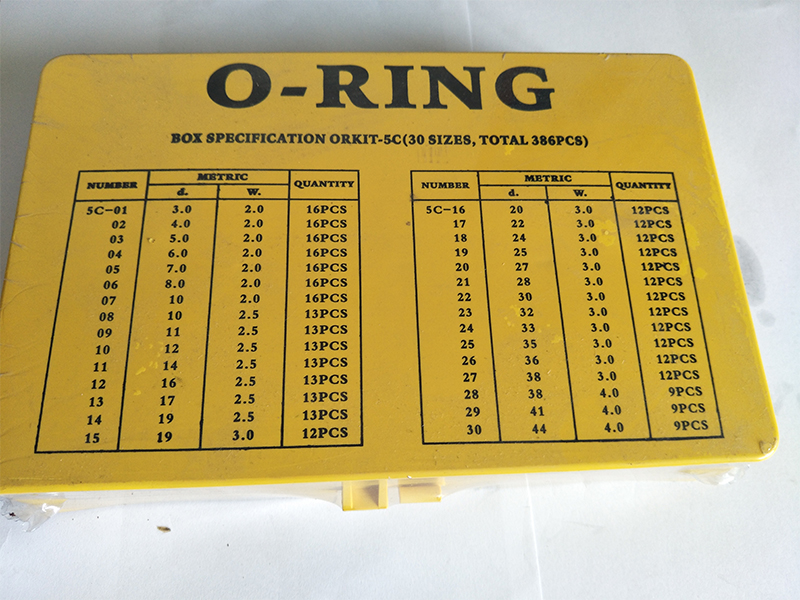 O-RING
BOX SPECIFICATION ORKIT-5C(30 SIZES, TOTAL 386PCS)
NUMBER METRIC QUANTITY
d. W.
5C-01 3.0 2.0 16PCS
02 4.0 2.0 16PCS
03 5.0 2.0 16PCS
04 6.0 2.0 16PCS
05 7.0 2.0 16PCS
06 8.0 2.0 16PCS
07 10 2.0 16PCS
08 10 2.5 13PCS
09 11 2.5 13PCS
10 12 2.5 13PCS
11 14 2.5 13PCS
12 16 2.5 13PCS
13 17 2.5 13PCS
14 19 2.5 13PCS
15 19 3.0 12PCS
NUMBER METRIC QUANTITY
d. W.
5C-16 20 3.0 12PCS
17 22 3.0 12PCS
18 24 3.0 12PCS
19 25 3.0 12PCS
20 27 3.0 12PCS
21 28 3.0 12PCS
22 30 3.0 12PCS
23 32 3.0 12PCS
24 33 3.0 12PCS
25 35 3.0 12PCS
26 36 3.0 12PCS
27 38 3.0 12PCS
28 38 4.0 9PCS
29 41 4.0 9PCS
30 44 4.0 9PCS